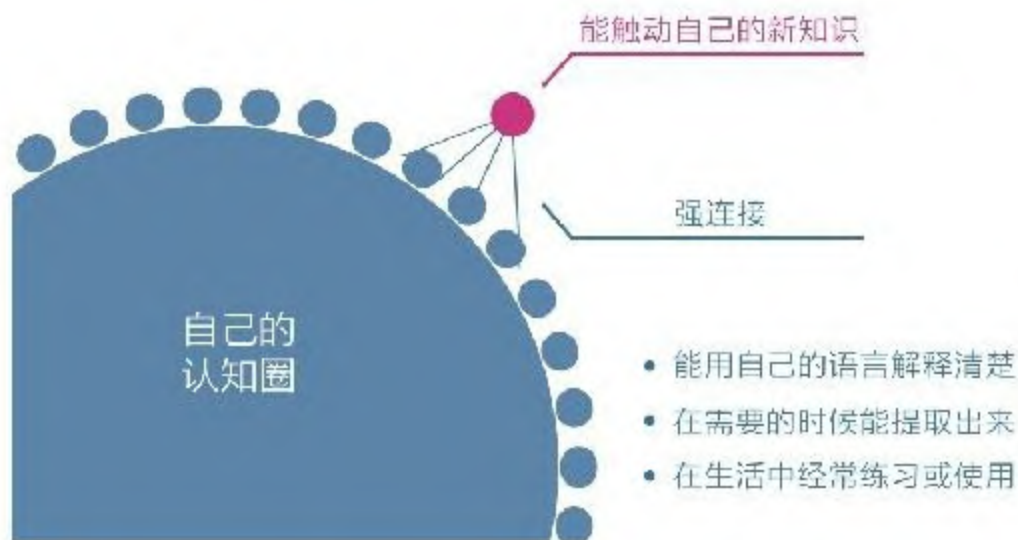 能触动自己的新知识
强连接
自己的
认知圈
• 能用自己的语言解释清楚
• 在需要的时候能提取出来
• 在生活中经常练习或使用